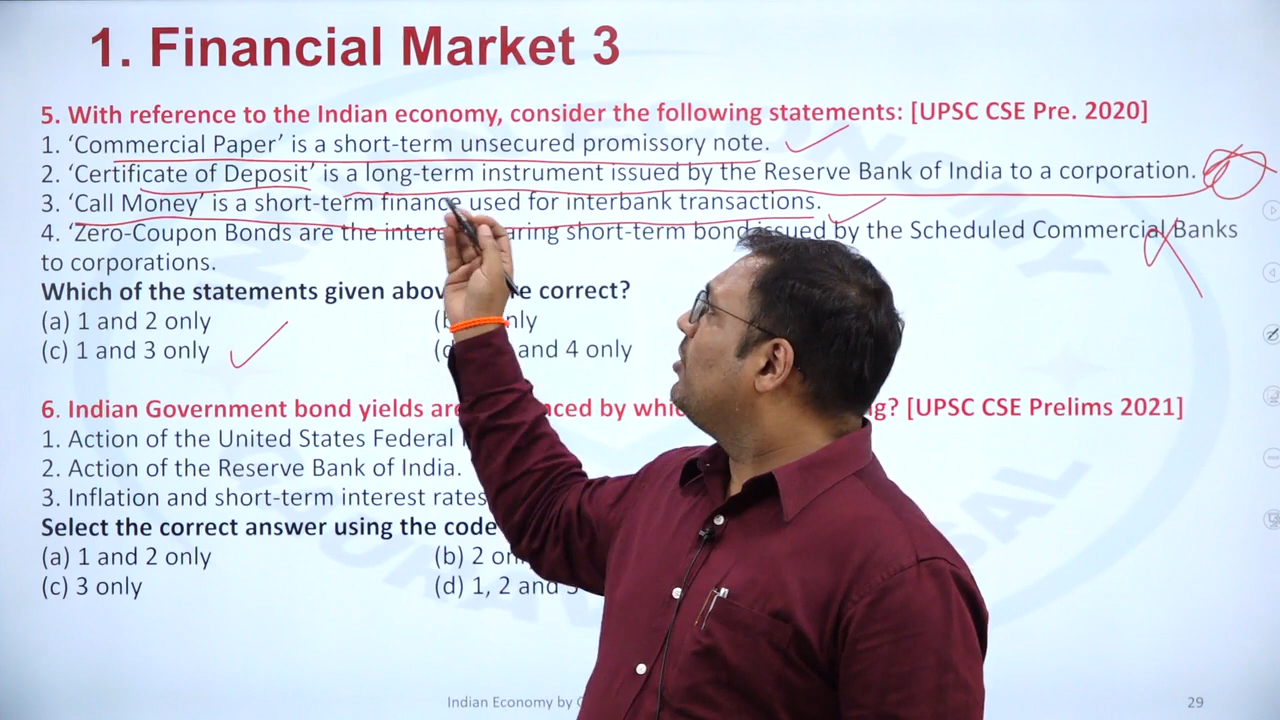 1. Financial Market 3
5. With reference to the Indian economy, consider the following statements: [UPSC CSE Pre. 2020]
1. ‘Commercial Paper’ is a short-term unsecured promissory note.
2. ‘Certificate of Deposit’ is a long-term instrument issued by the Reserve Bank of India to a corporation.
3. ‘Call Money’ is a short-term finance used for interbank transactions.
4. ‘Zero-Coupon Bonds are the short-term bond issued by the Scheduled Commercial Banks
to corporations.
Which of the statements given correct?
(a) 1 and 2 only
(c) 1 and 3 only and 4 only
6. Indian Government bond yields are by [UPSC CSE Prelims 2021]
1. Action of the United States Federal
2. Action of the Reserve Bank of India.
3. Inflation and short-term interest rates
Select the correct answer using the code
(a) 1 and 2 only (b) 2
(c) 3 only (d) 1, 2 and
Indian Economy by
29